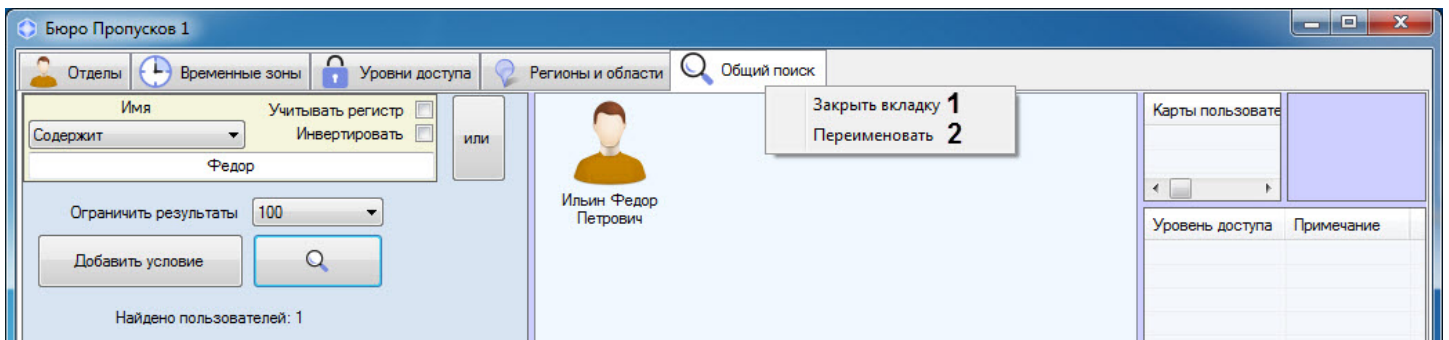 Бюро Пропусков 1
Отделы Временные зоны Уровни доступа Регионы и области Общий поиск
Имя Учитывать регистр
Содержит Инвертировать
Федор
или
Ограничить результаты 100
Добавить условие
Найдено пользователей: 1
Ильин Федор
Петрович
Закрыть вкладку 1
Переименовать 2
Карты пользовате
Уровень доступа Примечание